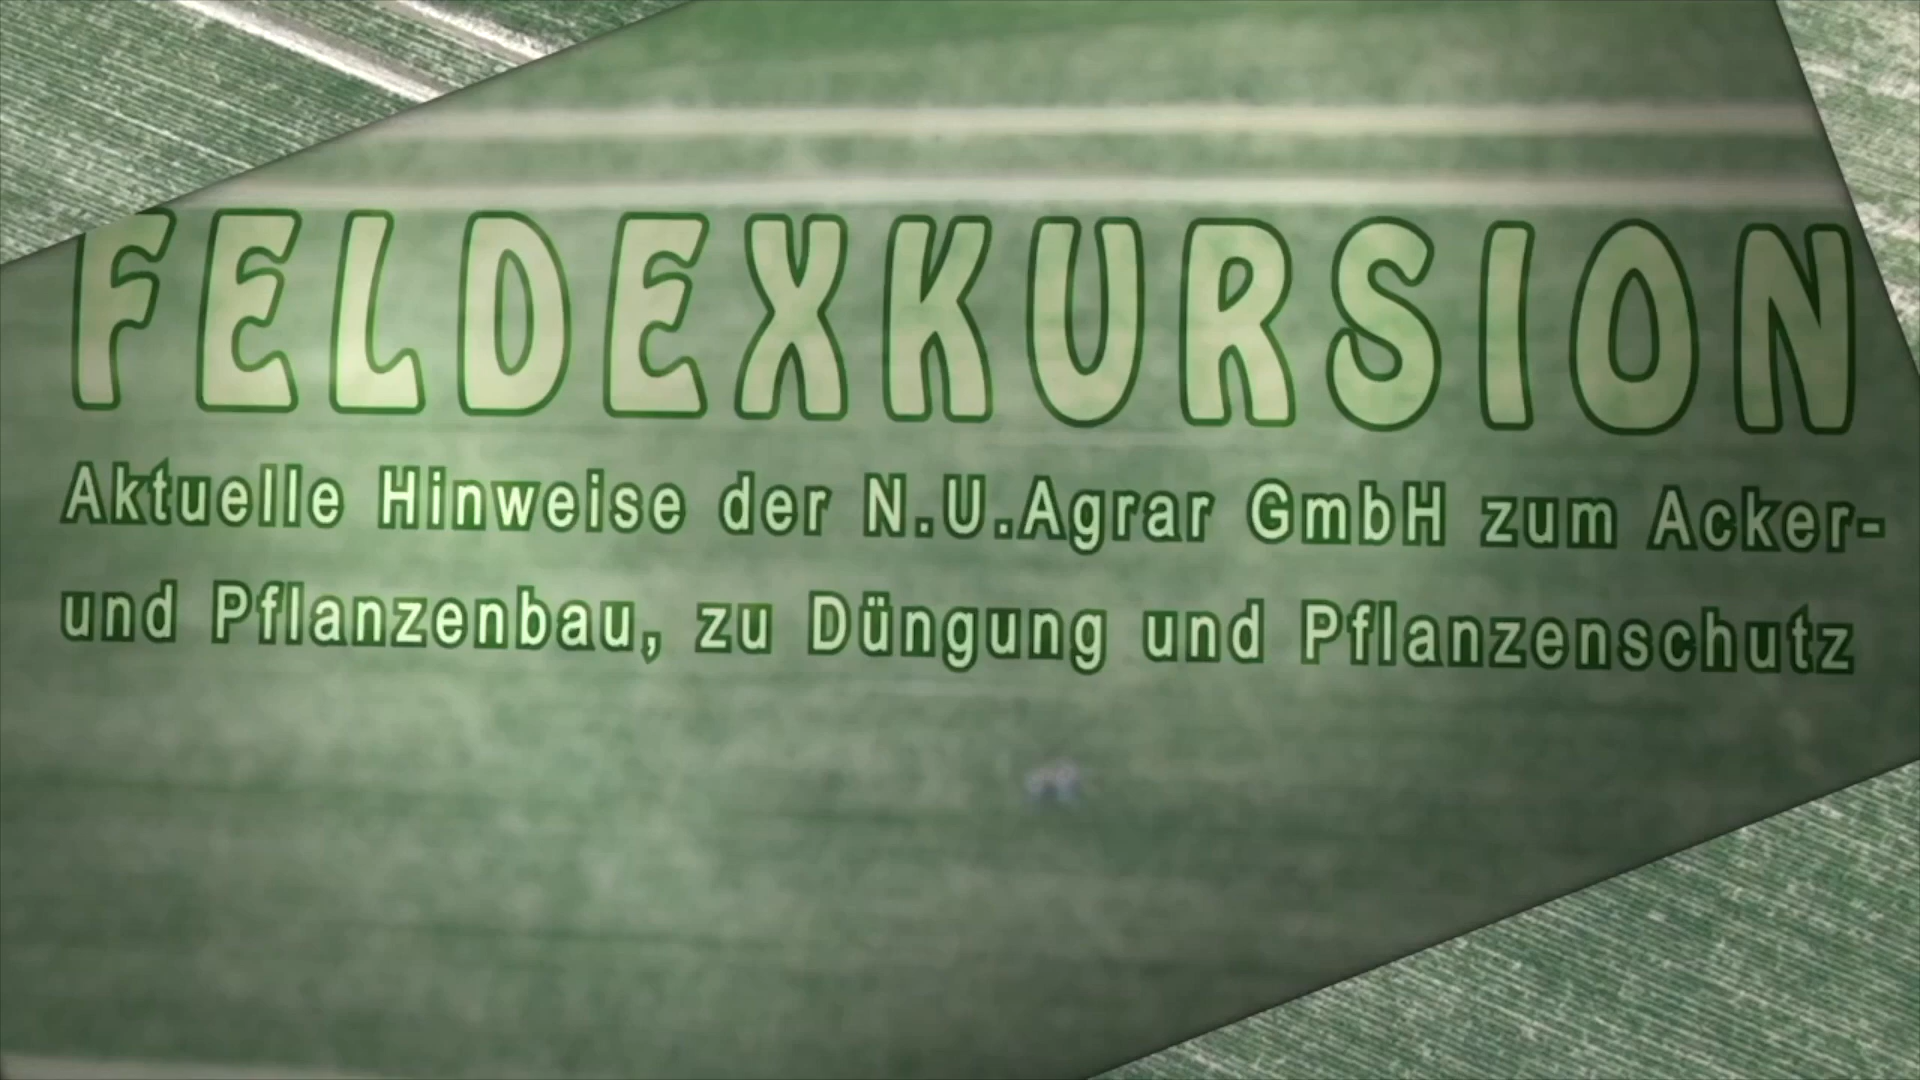 FELDEXKURSION
Aktuelle Hinweise der N.U.Agrar GmbH zum Acker-
und Pflanzenbau, zu Düngung und Pflanzenschutz